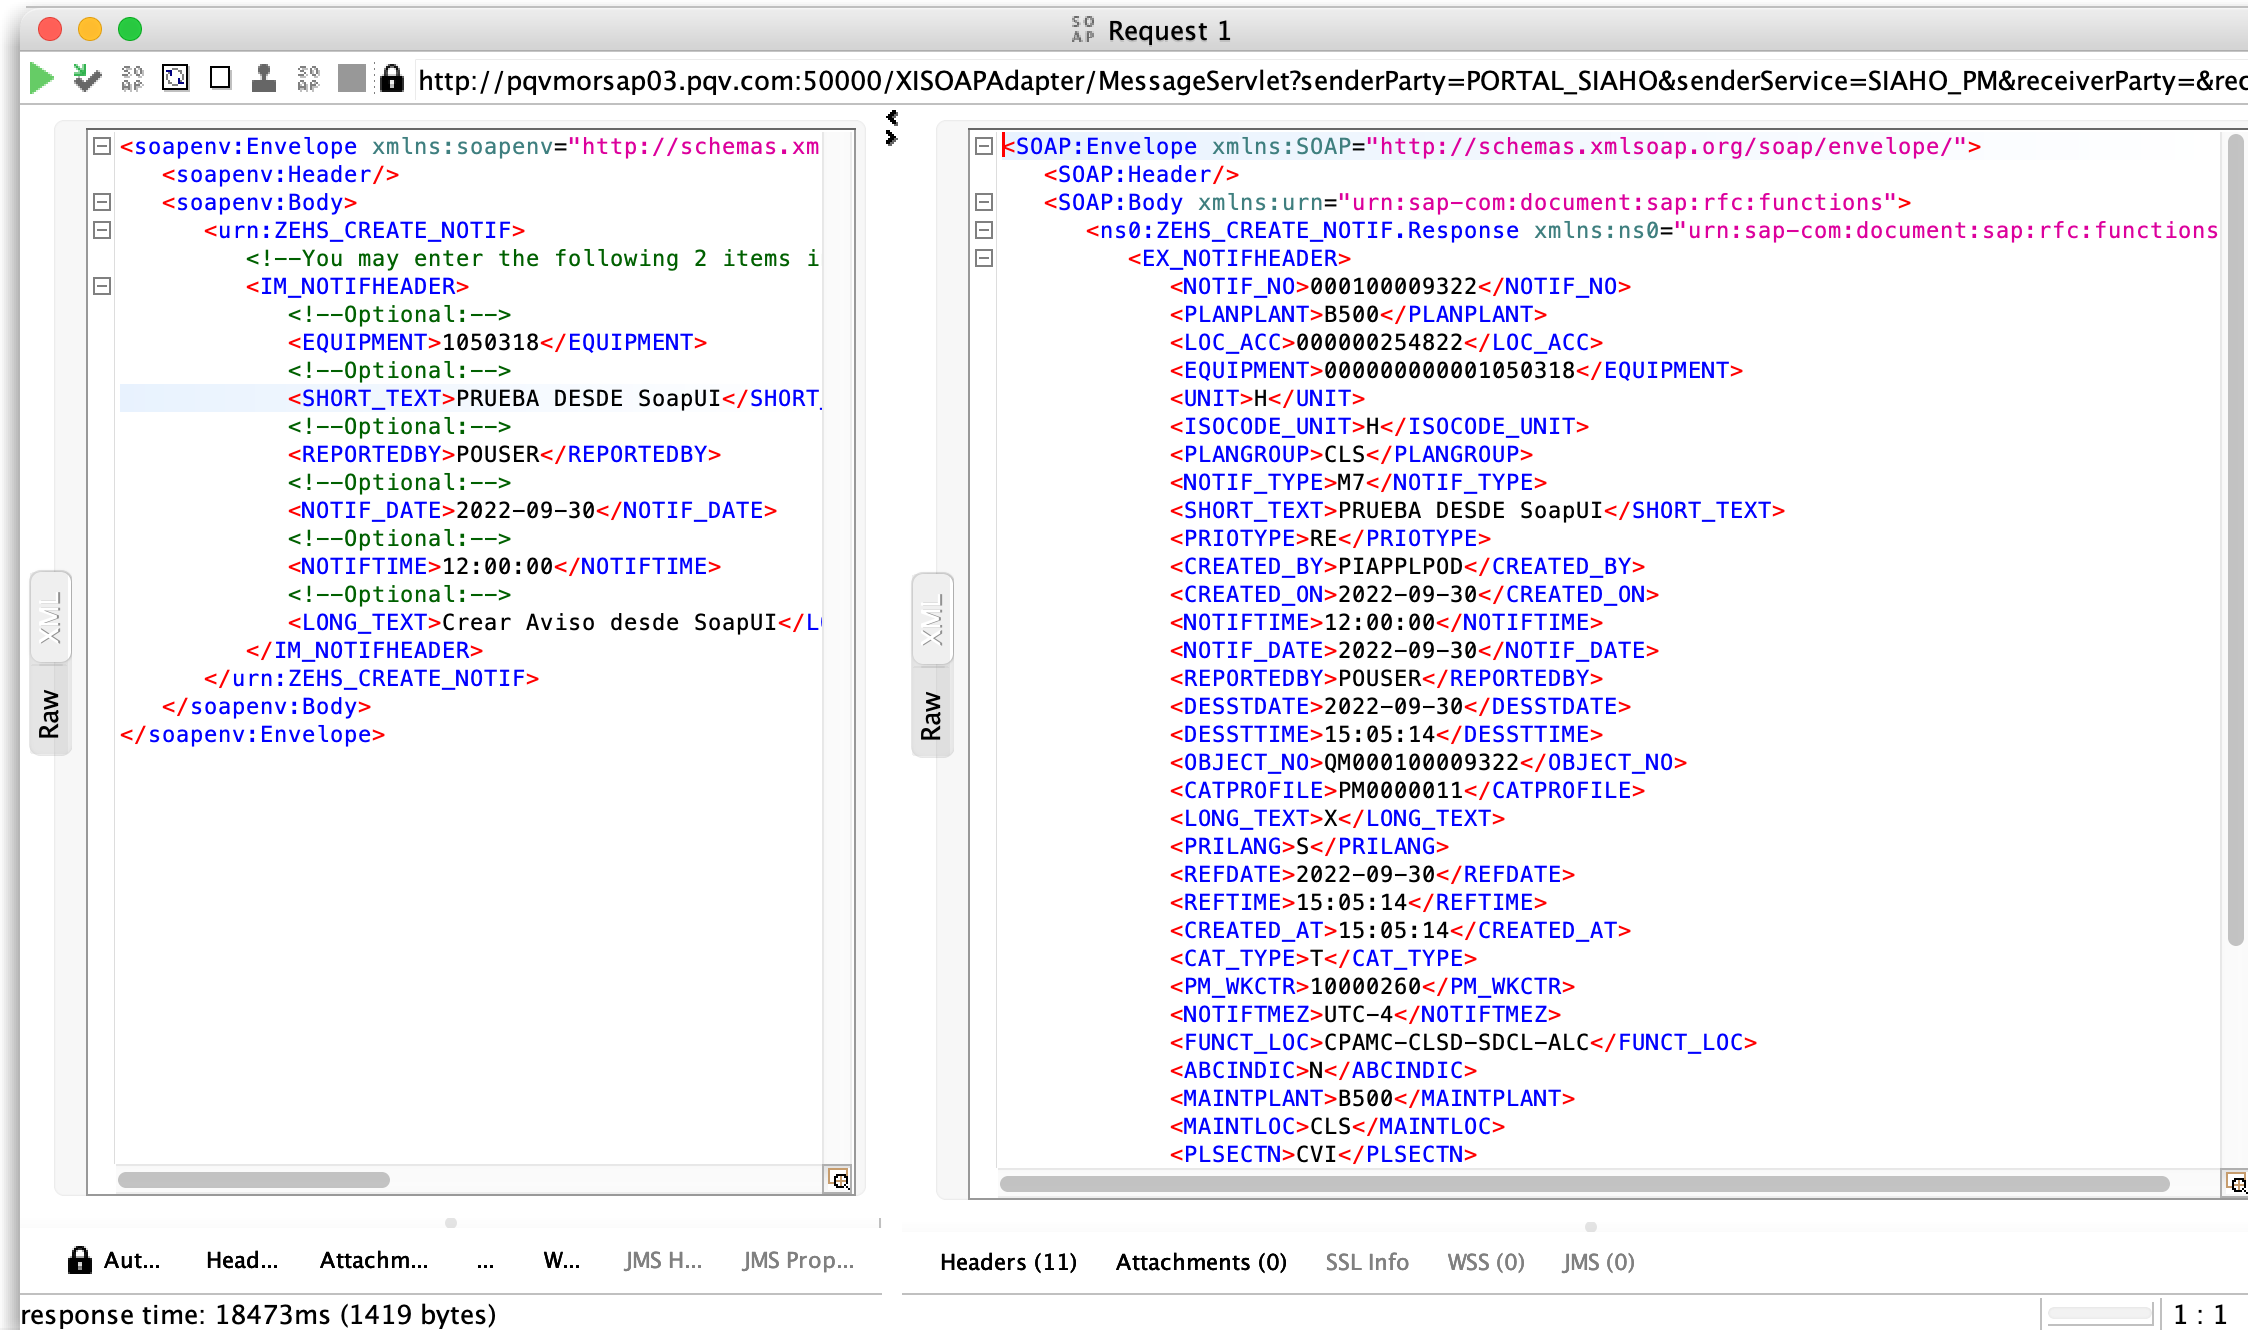 SO
AP Request 1
http://pqvmorsap03.pqv.com:50000/XISOAPAdapter/MessageServlet?senderParty=PORTAL_SIAHO&senderService=SIAHO_PM&receiverParty=&rec
<soapenv:Envelope xmlns:soapenv="http://schemas.xm
<soapenv:Header/>
<soapenv:Body>
<urn:ZEHS_CREATE_NOTIF>
<!--You may enter the following 2 items i
<IM_NOTIFHEADER>
<!--Optional:-->
<EQUIPMENT>1050318</EQUIPMENT>
<!--Optional:-->
<SHORT_TEXT>PRUEBA DESDE SoapUI</SHORT_
<!--Optional:-->
<REPORTEDBY>POUSER</REPORTEDBY>
<!--Optional:-->
<NOTIF_DATE>2022-09-30</NOTIF_DATE>
<!--Optional:-->
<NOTIFTIME>12:00:00</NOTIFTIME>
<!--Optional:-->
<LONG_TEXT>Crear Aviso desde SoapUI</L
</IM_NOTIFHEADER>
</urn:ZEHS_CREATE_NOTIF>
</soapenv:Body>
</soapenv:Envelope>
XML
Raw
<SOAP:Envelope xmlns:SOAP="http://schemas.xmlsoap.org/soap/envelope/">
<SOAP:Header/>
<SOAP:Body xmlns:urn="urn:sap-com:document:sap:rfc:functions">
<ns0:ZEHS_CREATE_NOTIF.Response xmlns:ns0="urn:sap-com:document:sap:rfc:functions
<EX_NOTIFHEADER>
<NOTIF_NO>000100009322</NOTIF_NO>
<PLANPLANT>B500</PLANPLANT>
<LOC_ACC>000000254822</LOC_ACC>
<EQUIPMENT>000000000001050318</EQUIPMENT>
<UNIT>H</UNIT>
<ISOCODE_UNIT>H</ISOCODE_UNIT>
<PLANGROUP>CLS</PLANGROUP>
<NOTIF_TYPE>M7</NOTIF_TYPE>
<SHORT_TEXT>PRUEBA DESDE SoapUI</SHORT_TEXT>
<PRIOTYPE>RE</PRIOTYPE>
<CREATED_BY>PIAPPLPOD</CREATED_BY>
<CREATED_ON>2022-09-30</CREATED_ON>
<NOTIFTIME>12:00:00</NOTIFTIME>
<NOTIF_DATE>2022-09-30</NOTIF_DATE>
<REPORTEDBY>POUSER</REPORTEDBY>
<DESSTDATE>2022-09-30</DESSTDATE>
<DESSTTIME>15:05:14</DESSTTIME>
<OBJECT_NO>QM000100009322</OBJECT_NO>
<CATPROFILE>PM0000011</CATPROFILE>
<LONG_TEXT>X</LONG_TEXT>
<PRILANG>S</PRILANG>
<REFDATE>2022-09-30</REFDATE>
<REFTIME>15:05:14</REFTIME>
<CREATED_AT>15:05:14</CREATED_AT>
<CAT_TYPE>T</CAT_TYPE>
<PM_WKCTR>10000260</PM_WKCTR>
<NOTIFTMEZ>UTC-4</NOTIFTMEZ>
<FUNCT_LOC>CPAMC-CLSD-SDCL-ALC</FUNCT_LOC>
<ABCINDIC>N</ABCINDIC>
<MAINTPLANT>B500</MAINTPLANT>
<MAINTLOC>CLS</MAINTLOC>
<PLSECTN>CVI</PLSECTN>
XML
Raw
Aut... Head... Attachm... ... W... JMS H... JMS Prop...
Headers (11) Attachments (0) SSL Info WSS (0) JMS (0)
response time: 18473ms (1419 bytes)
1 : 1